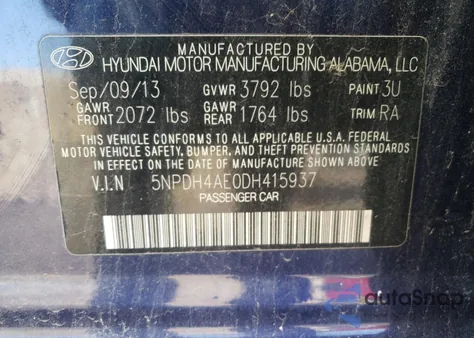 MANUFACTURED BY
HYUNDAI MOTOR MANUFACTURING ALABAMA, LLC
Sep/09/13 GVWR 3792 lbs PAINT 3U
GAWR FRONT 2072 lbs GAWR REAR 1764 lbs TRIM RA
THIS VEHICLE CONFORMS TO ALL APPLICABLE U.S.A. FEDERAL
MOTOR VEHICLE SAFETY, BUMPER, AND THEFT PREVENTION STANDARDS
IN EFFECT ON THE DATE OF MANUFACTURE SHOWN ABOVE.
V.I.N 5NPDH4AE0DH415937
PASSENGER CAR
autoSnap